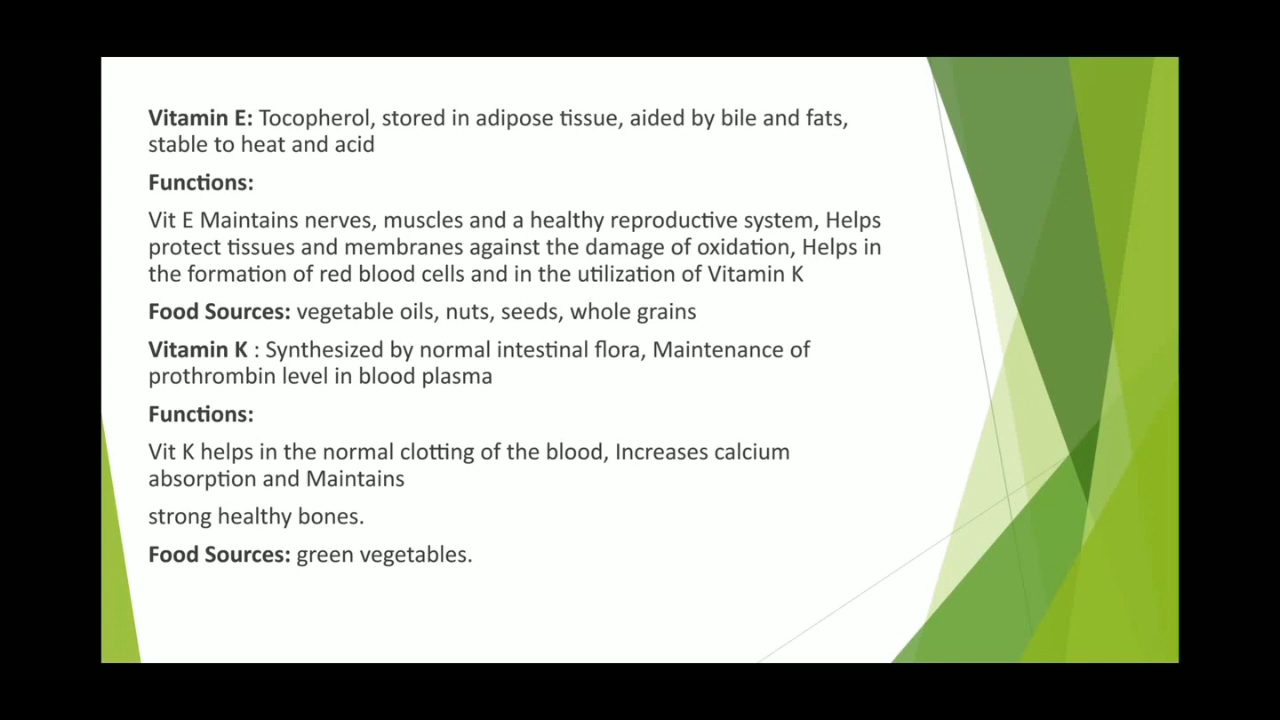 Vitamin E: Tocopherol, stored in adipose tissue, aided by bile and fats,
stable to heat and acid
Functions:
Vit E Maintains nerves, muscles and a healthy reproductive system, Helps
protect tissues and membranes against the damage of oxidation, Helps in
the formation of red blood cells and in the utilization of Vitamin K
Food Sources: vegetable oils, nuts, seeds, whole grains
Vitamin K : Synthesized by normal intestinal flora, Maintenance of
prothrombin level in blood plasma
Functions:
Vit K helps in the normal clotting of the blood, Increases calcium
absorption and Maintains
strong healthy bones.
Food Sources: green vegetables.